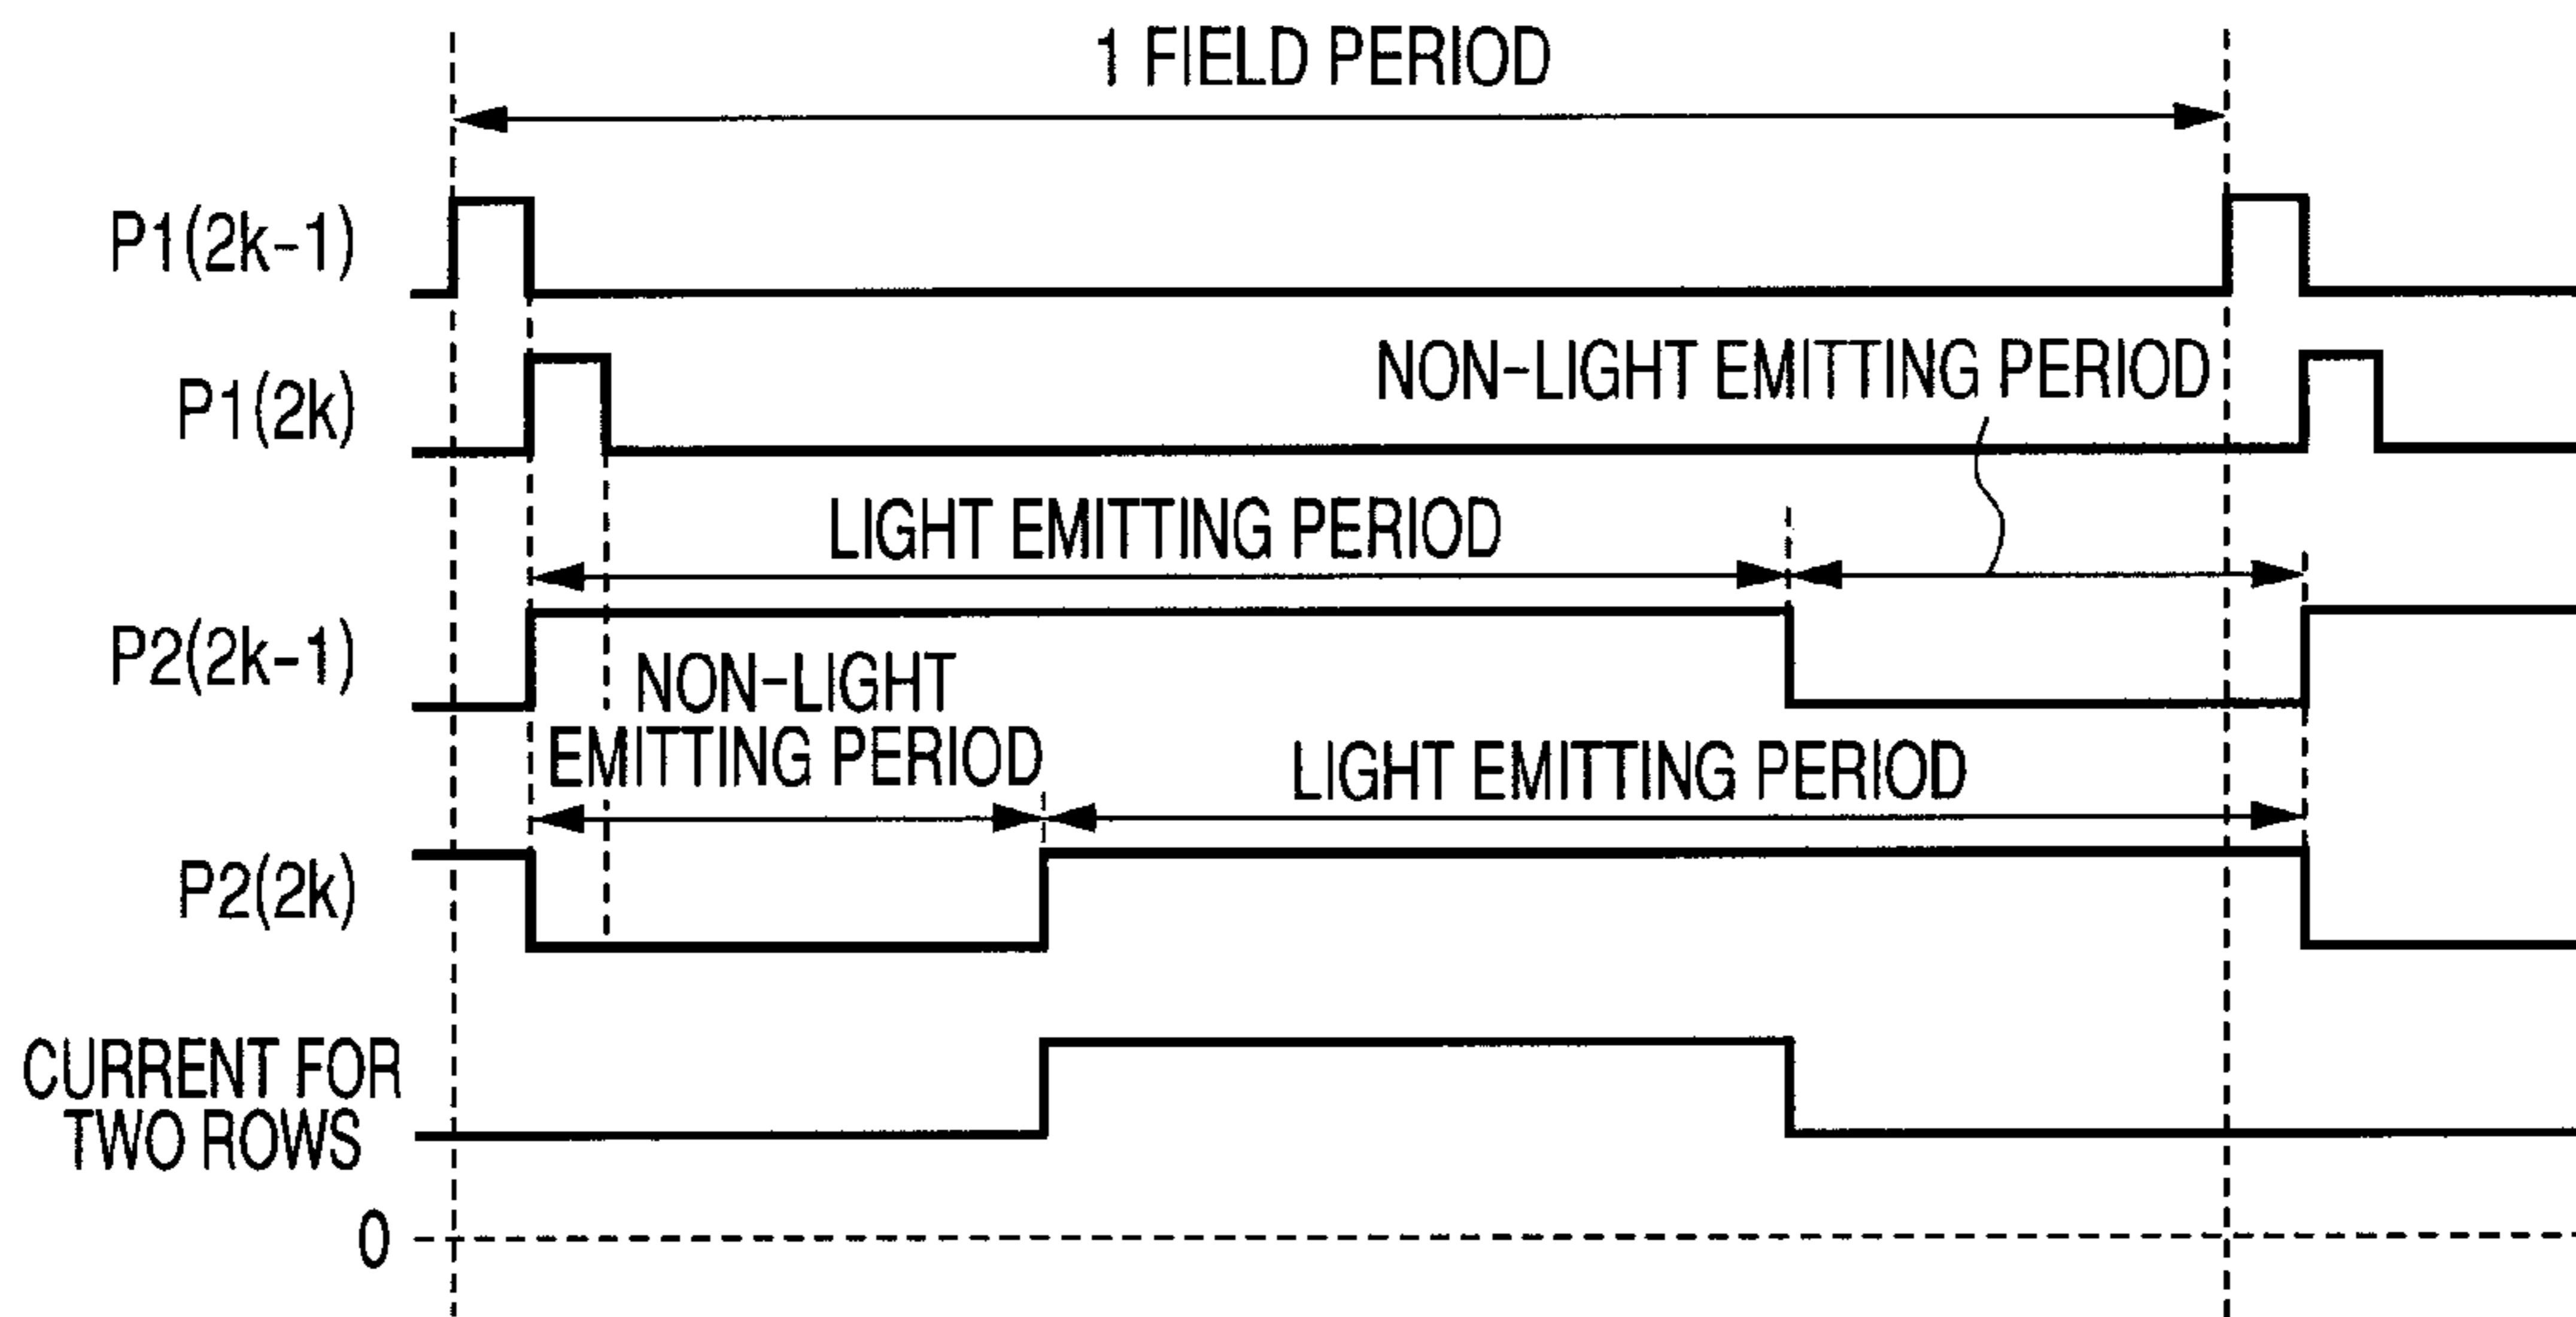 1 FIELD PERIOD
P1(2k-1)
P1(2k)
NON-LIGHT EMITTING PERIOD
LIGHT EMITTING PERIOD
P2(2k-1)
NON-LIGHT
EMITTING PERIOD
LIGHT EMITTING PERIOD
P2(2k)
CURRENT FOR
TWO ROWS
0